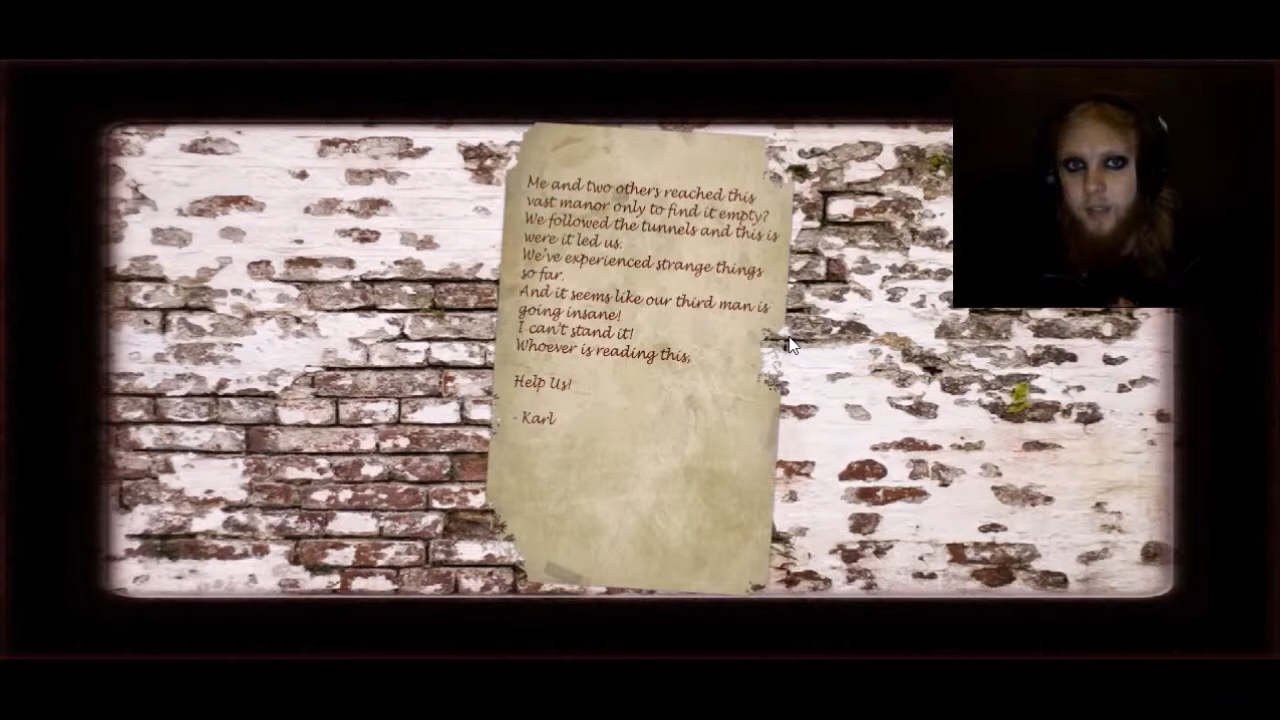 Me and two others reached this
vast manor only to find it empty?
We followed the tunnels and this is
were it led us.
We've experienced strange things
so far.
And it seems like our third man is
going insane!
I can't stand it!
Whoever is reading this,
Help Us!
- Karl